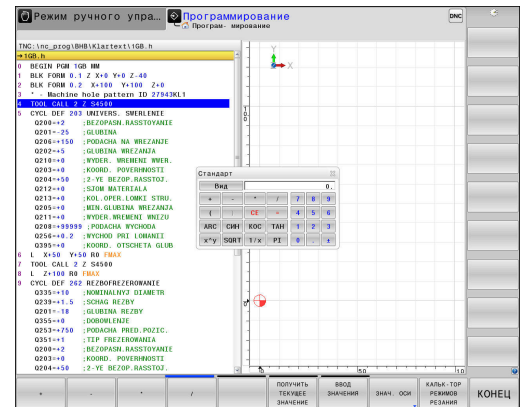 Режим ручного упра…
Программирование
Програм- мирование
DNC
TNC:\nc_prog\BHB\Klartext\1GB.h
→1GB.h
0 BEGIN PGM 1GB MM
1 BLK FORM 0.1 Z X+0 Y+0 Z-40
2 BLK FORM 0.2 X+100 Y+100 Z+0
3 * - Machine hole pattern ID 27943KL1
4 TOOL CALL 2 Z S4500
5 CYCL DEF 203 UNIVERS. SWERLENIE
Q200=+2 ;BEZOPASN.RASSTOYANIE
Q201=-25 ;GLUBINA
Q206=+150 ;PODACHA NA WREZANJE
Q202=+5 ;GLUBINA WREZANJA
Q210=+0 ;WYDER. WREMENI WWER.
Q203=+0 ;KOORD. POVERHNOSTI
Q204=+50 ;2-YE BEZOP.RASSTOJ.
Q212=+0 ;SJOM MATERIALA
Q213=+0 ;KOL.OPER.LOMKI STRU.
Q205=+0 ;MIN.GLUBINA WREZANJA
Q211=+0 ;WYDER.WREMENI WNIZU
Q208=+99999 ;PODACHA WYCHODA
Q256=+0.2 ;WYCHOD PRI LOMANII
Q395=+0 ;KOORD. OTSCHETA GLUB
6 L X+50 Y+50 R0 FMAX
7 TOOL CALL 2 Z S4500
8 L Z+100 R0 FMAX
9 CYCL DEF 262 REZBOFREZEROWANIE
Q335=+10 ;NOMINALNYJ DIAMETR
Q239=+1.5 ;SCHAG REZBY
Q201=-18 ;GLUBINA REZBY
Q355=+0 ;DOBOWLENJE
Q253=+750 ;PODACHA PRED.POZIC.
Q351=+1 ;TIP FREZEROWANIA
Q200=+2 ;BEZOPASN.RASSTOYANIE
Q203=+0 ;KOORD. POVERHNOSTI
Q204=+50 ;2-YE BEZOP.RASSTOJ.
Y
X
100
50
0
0
50
10
Стандарт
Вид 0.
+ - * / 7 8 9
( ) CE = 4 5 6
ARC СИН КОС ТАН 1 2 3
x^y SQRT 1/x PI 0 . ±
+ - * /
ПОЛУЧИТЬ ТЕКУЩЕЕ ЗНАЧЕНИЕ
ВВОД ЗНАЧЕНИЯ
ЗНАЧ. ОСИ
КАЛЬК-ТОР РЕЖИМОВ РЕЗАНИЯ
КОНЕЦ